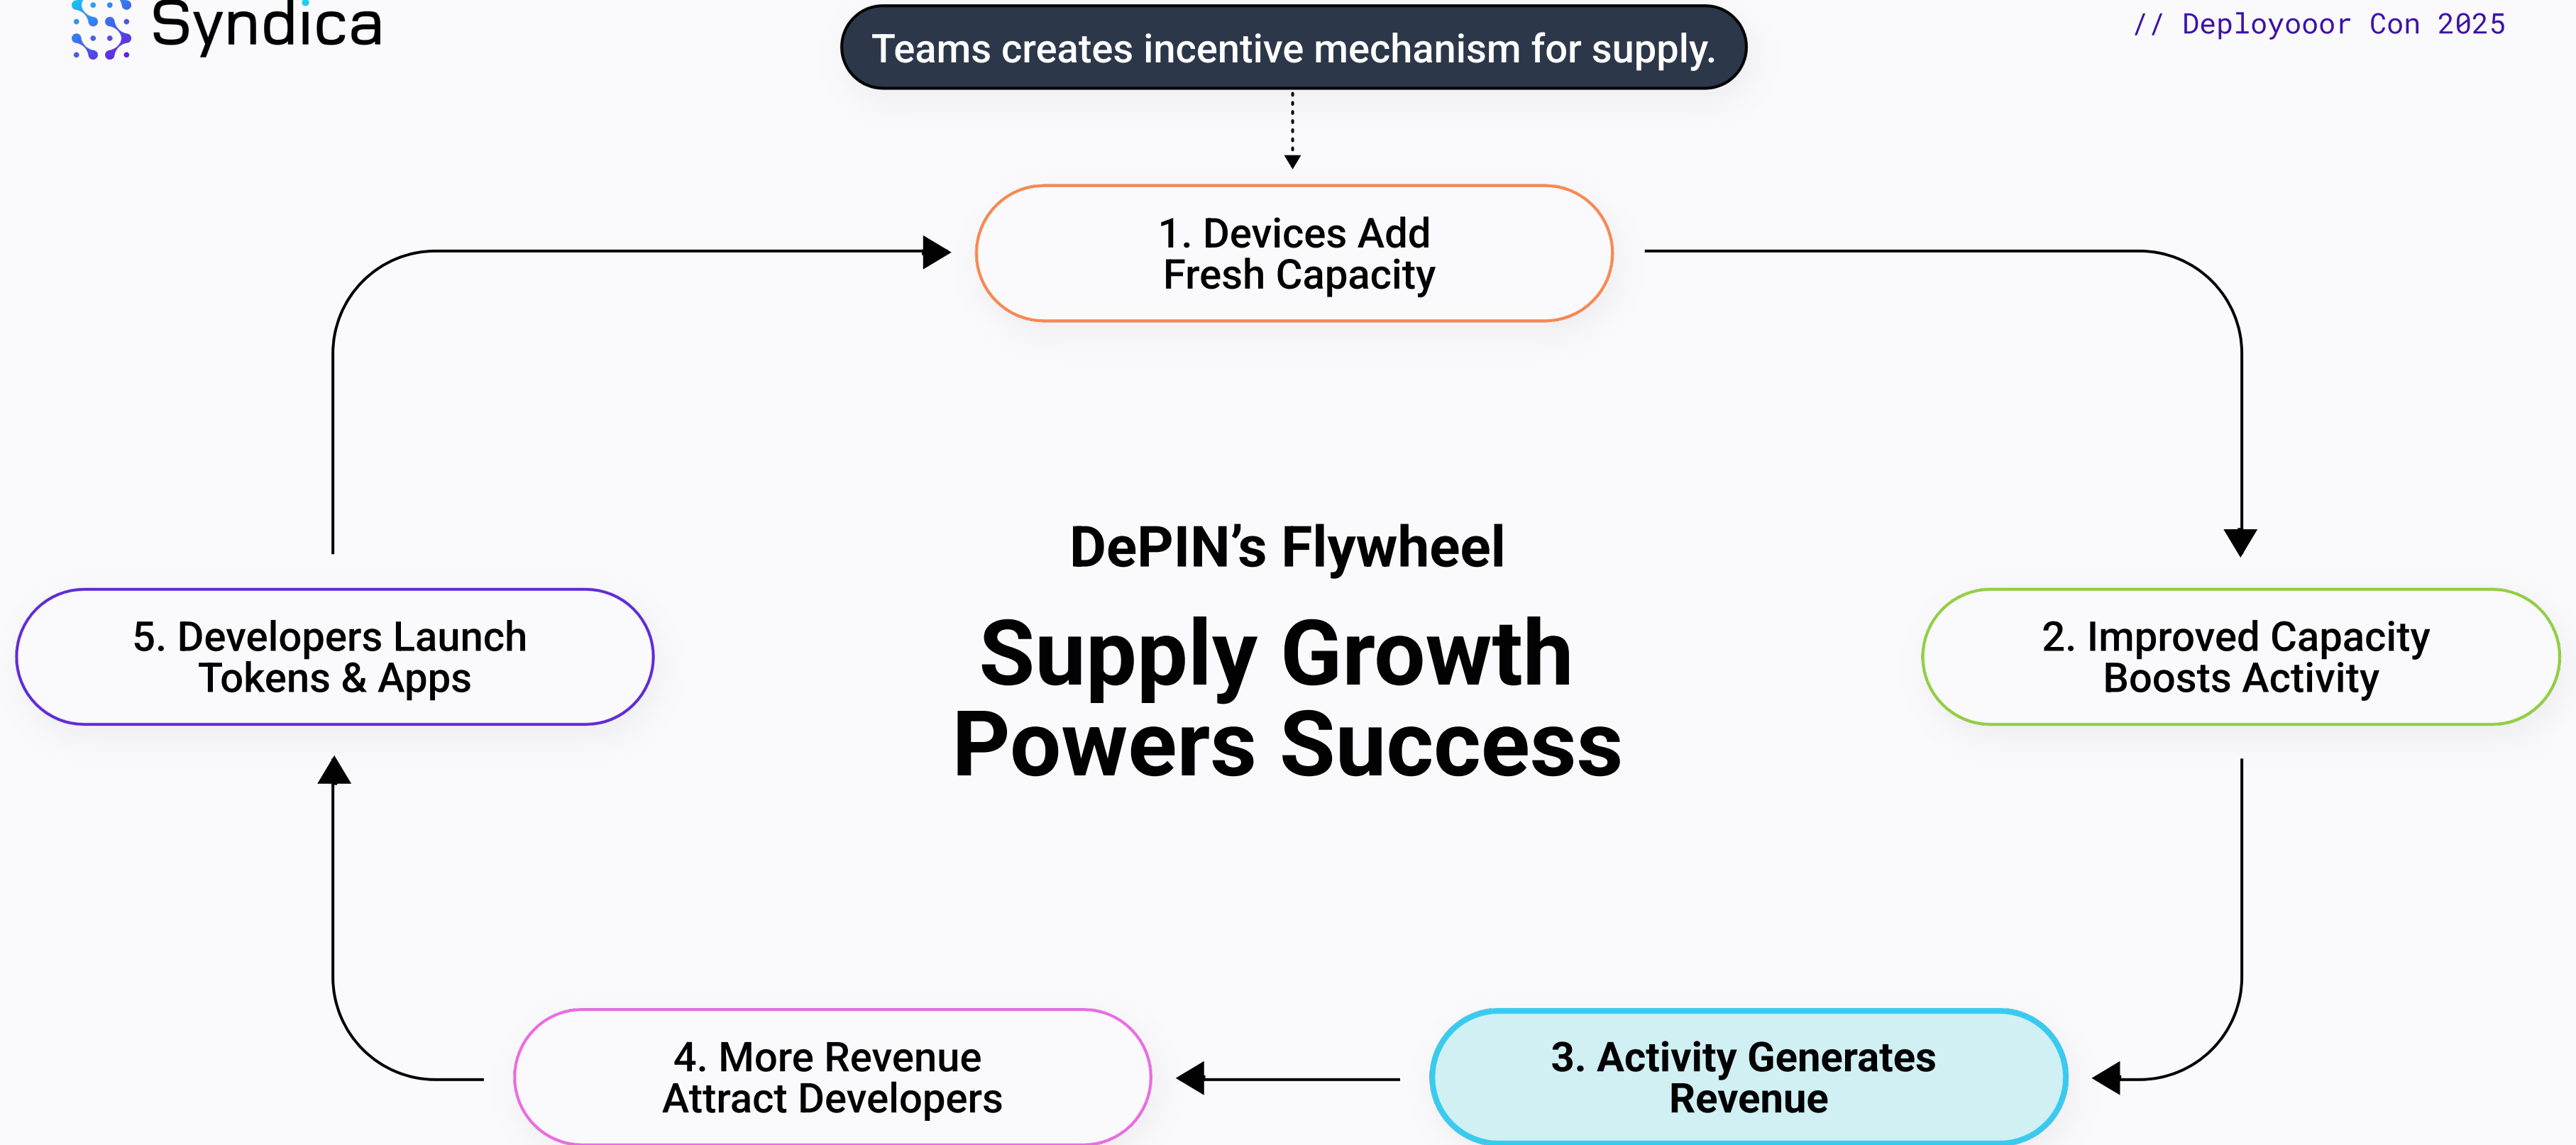 Syndica
Teams creates incentive mechanism for supply.
// Deployooor Con 2025
1. Devices Add
Fresh Capacity
DePIN’s Flywheel
Supply Growth
Powers Success
5. Developers Launch
Tokens & Apps
2. Improved Capacity
Boosts Activity
4. More Revenue
Attract Developers
3. Activity Generates
Revenue